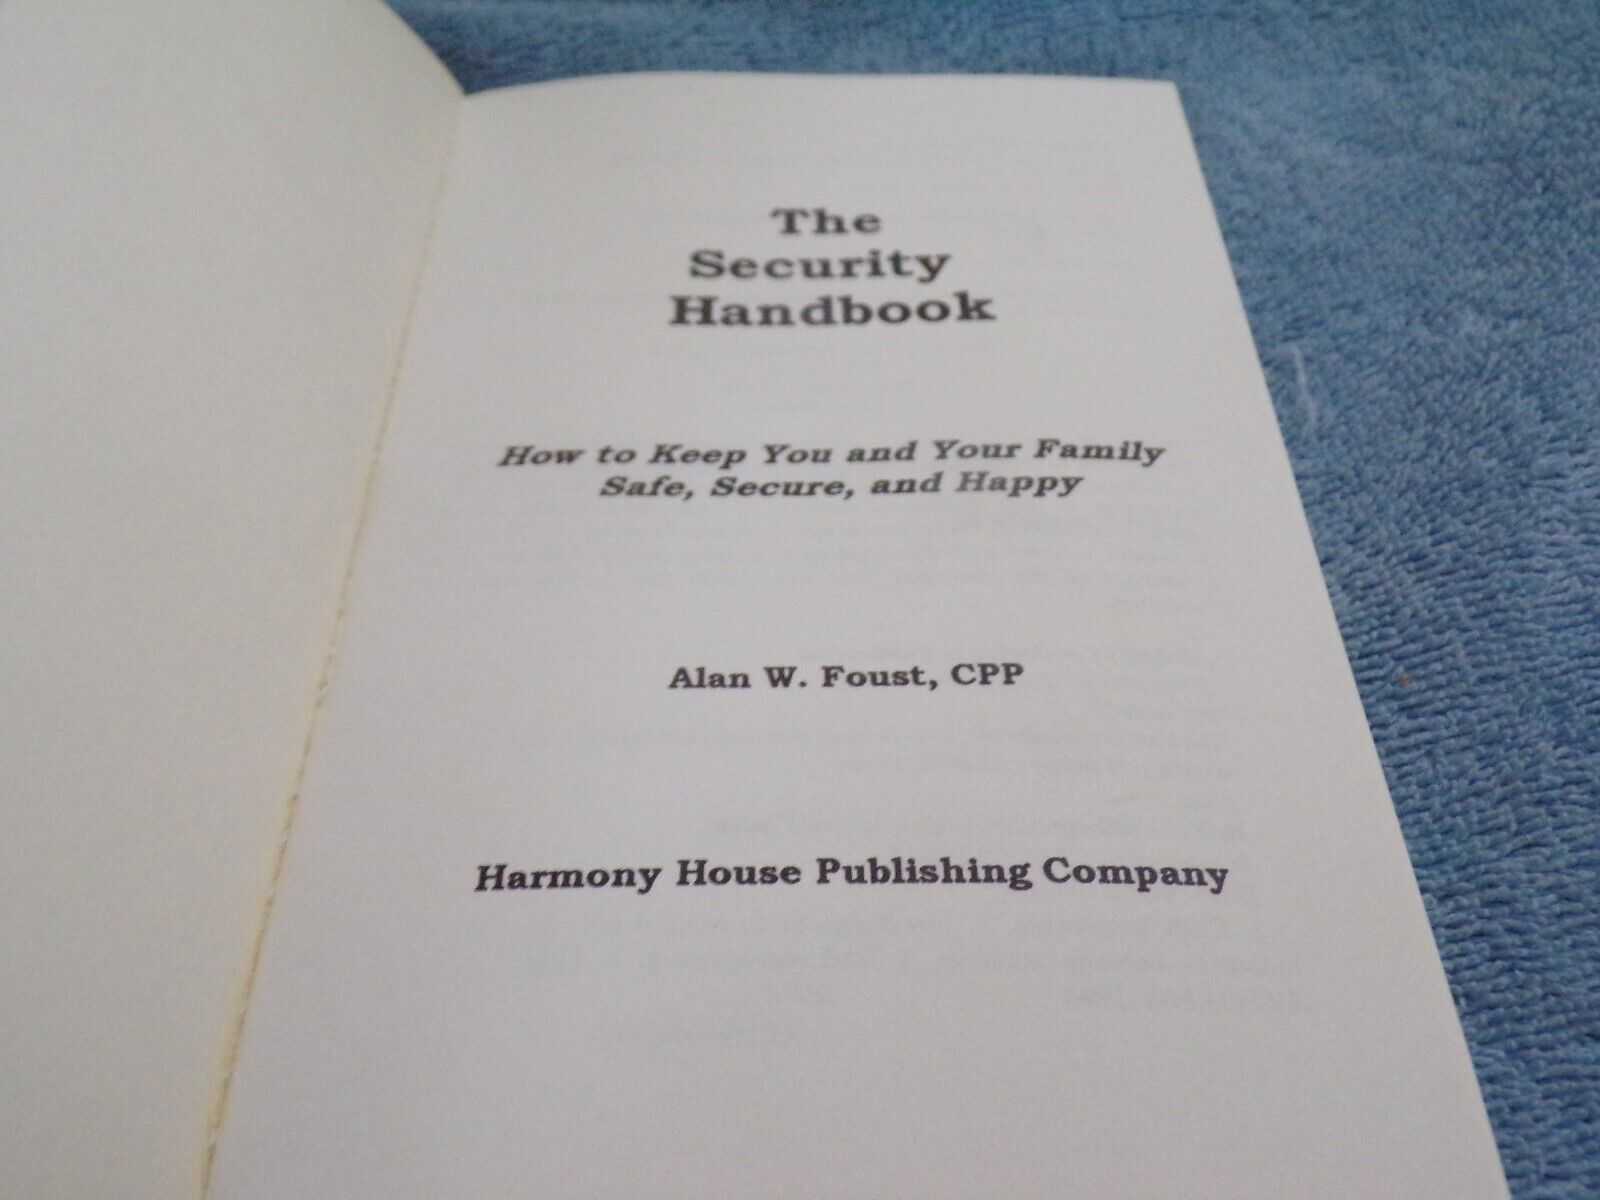 The
Security
Handbook
How to Keep You and Your Family
Safe, Secure, and Happy
Alan W. Foust, CPP
Harmony House Publishing Company